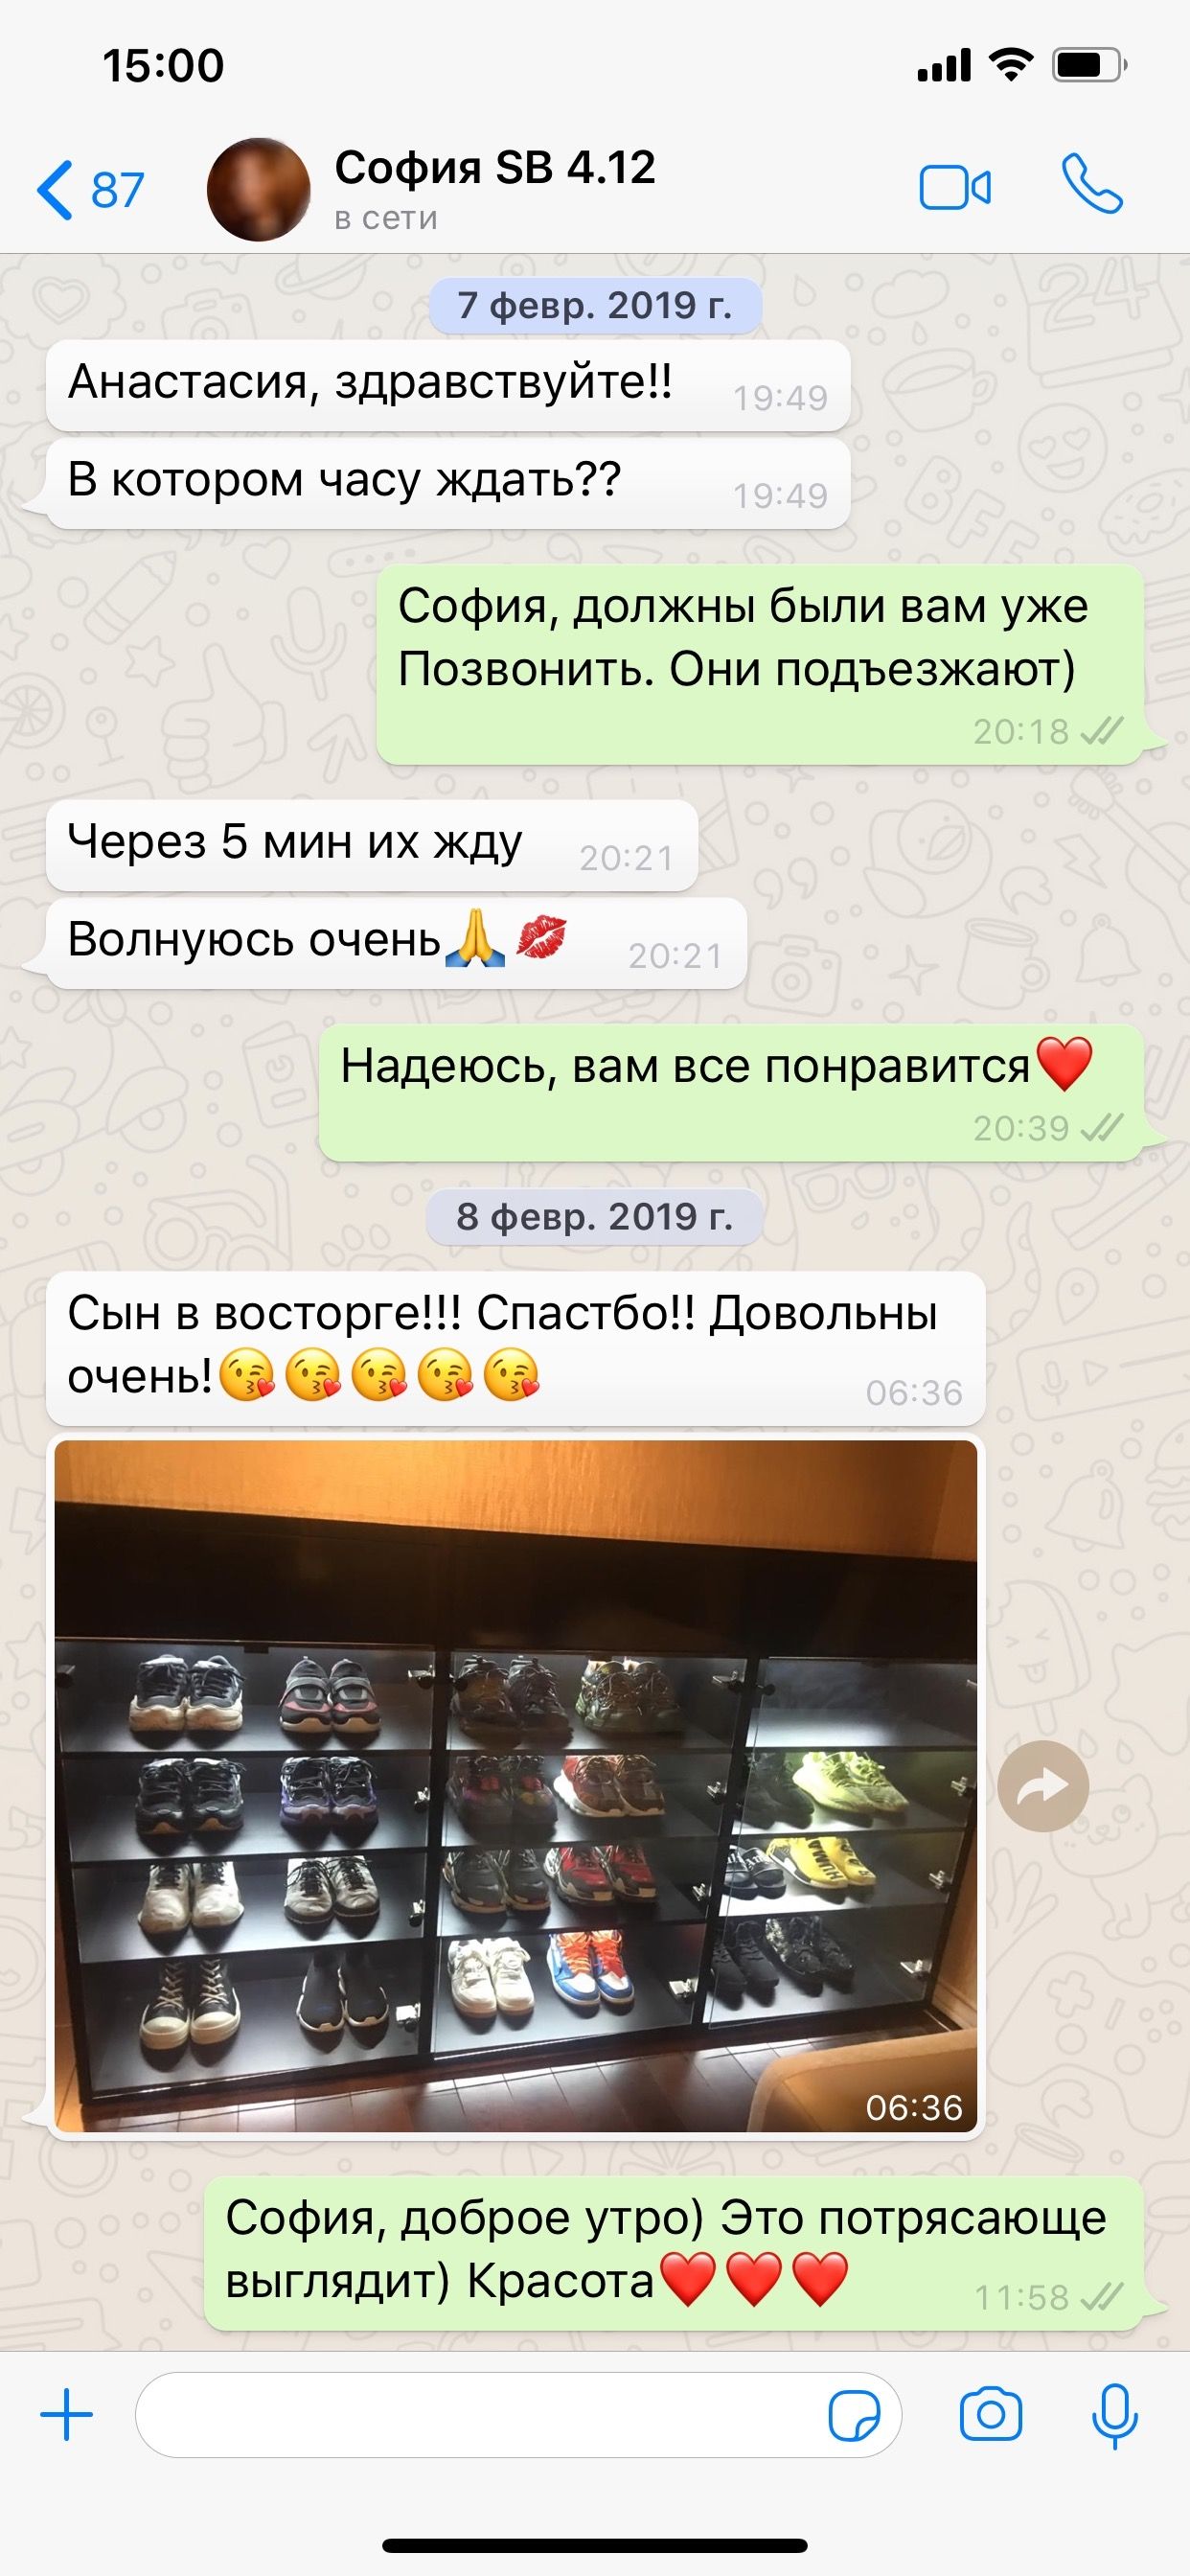 15:00
87
София SB 4.12
в сети
7 февр. 2019 г.
Анастасия, здравствуйте!! 19:49
В котором часу ждать?? 19:49
София, должны были вам уже
Позвонить. Они подъезжают)
20:18
Через 5 мин их жду 20:21
Волнуюсь очень🙏💋 20:21
Надеюсь, вам все понравится❤️
20:39
8 февр. 2019 г.
Сын в восторге!!! Спастбо!! Довольны
очень!😘😘😘😘😘 06:36
HUMA
06:36
София, доброе утро) Это потрясающе
выглядит) Красота❤️❤️❤️ 11:58